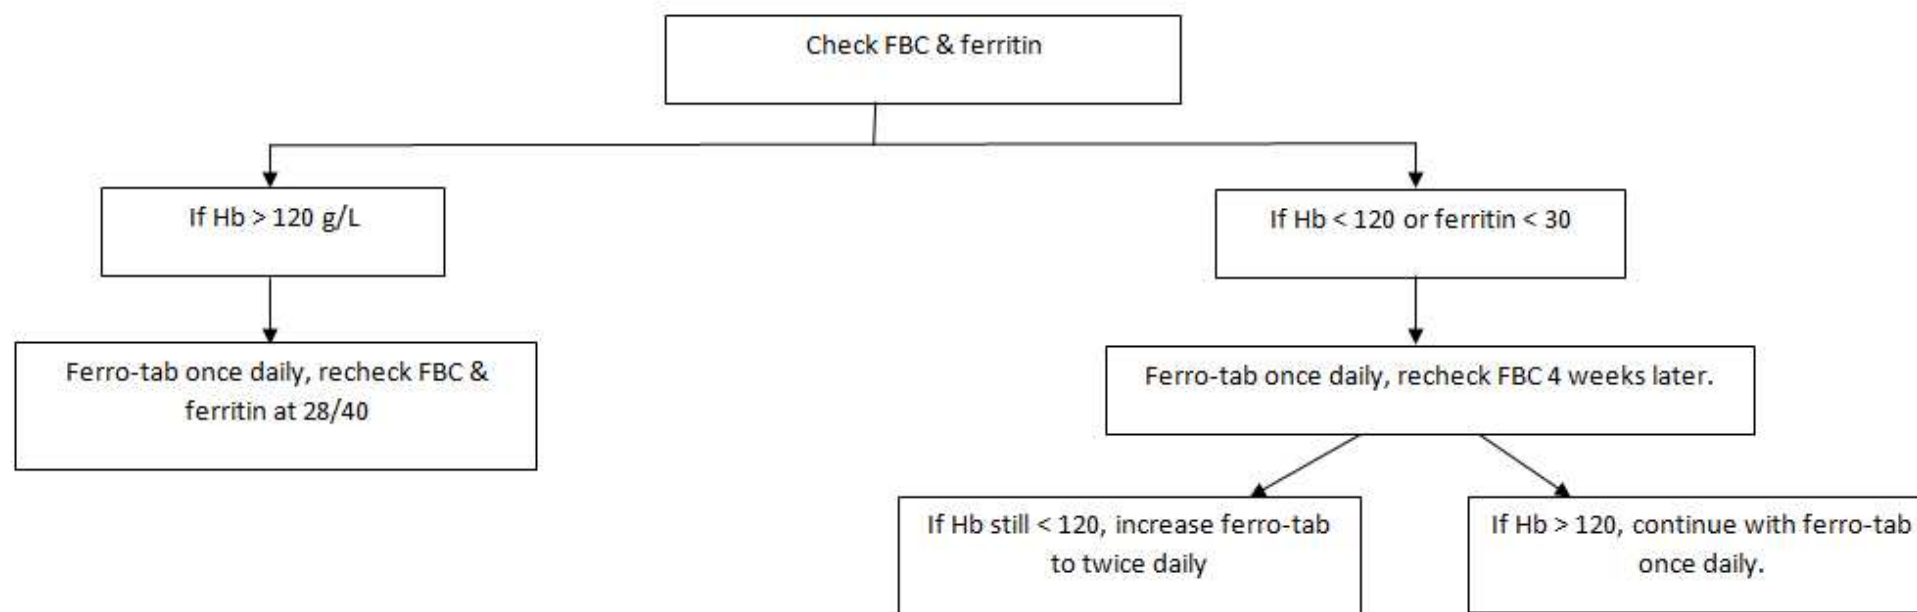 Check FBC & ferritin
If Hb > 120 g/L
If Hb < 120 or ferritin < 30
Ferro-tab once daily, recheck FBC &
ferritin at 28/40
Ferro-tab once daily, recheck FBC 4 weeks later.
If Hb still < 120, increase ferro-tab
to twice daily
If Hb > 120, continue with ferro-tab
once daily.